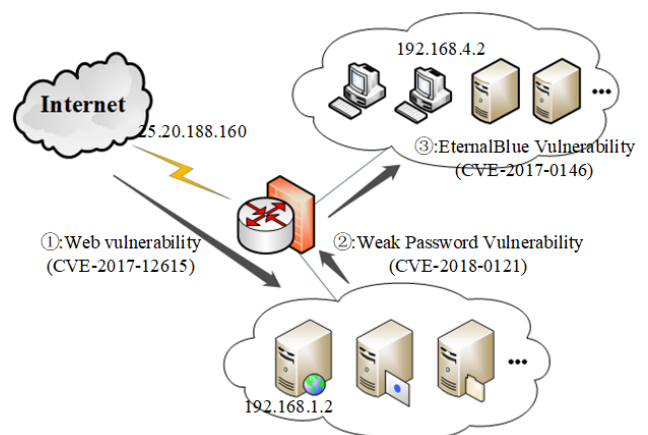 192.168.4.2
Internet
25.20.188.160
③:EternalBlue Vulnerability
(CVE-2017-0146)
①:Web vulnerability
(CVE-2017-12615)
②:Weak Password Vulnerability
(CVE-2018-0121)
192.168.1.2